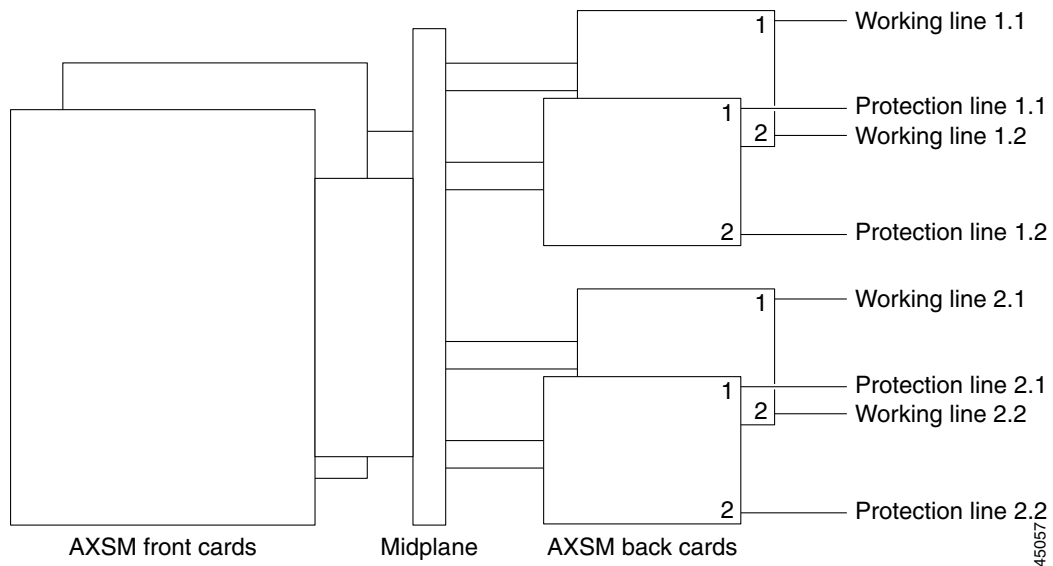 1
Working line 1.1
1
Protection line 1.1
2
Working line 1.2
2
Protection line 1.2
1
Working line 2.1
1
Protection line 2.1
2
Working line 2.2
2
Protection line 2.2
AXSM front cards
Midplane
AXSM back cards
45057